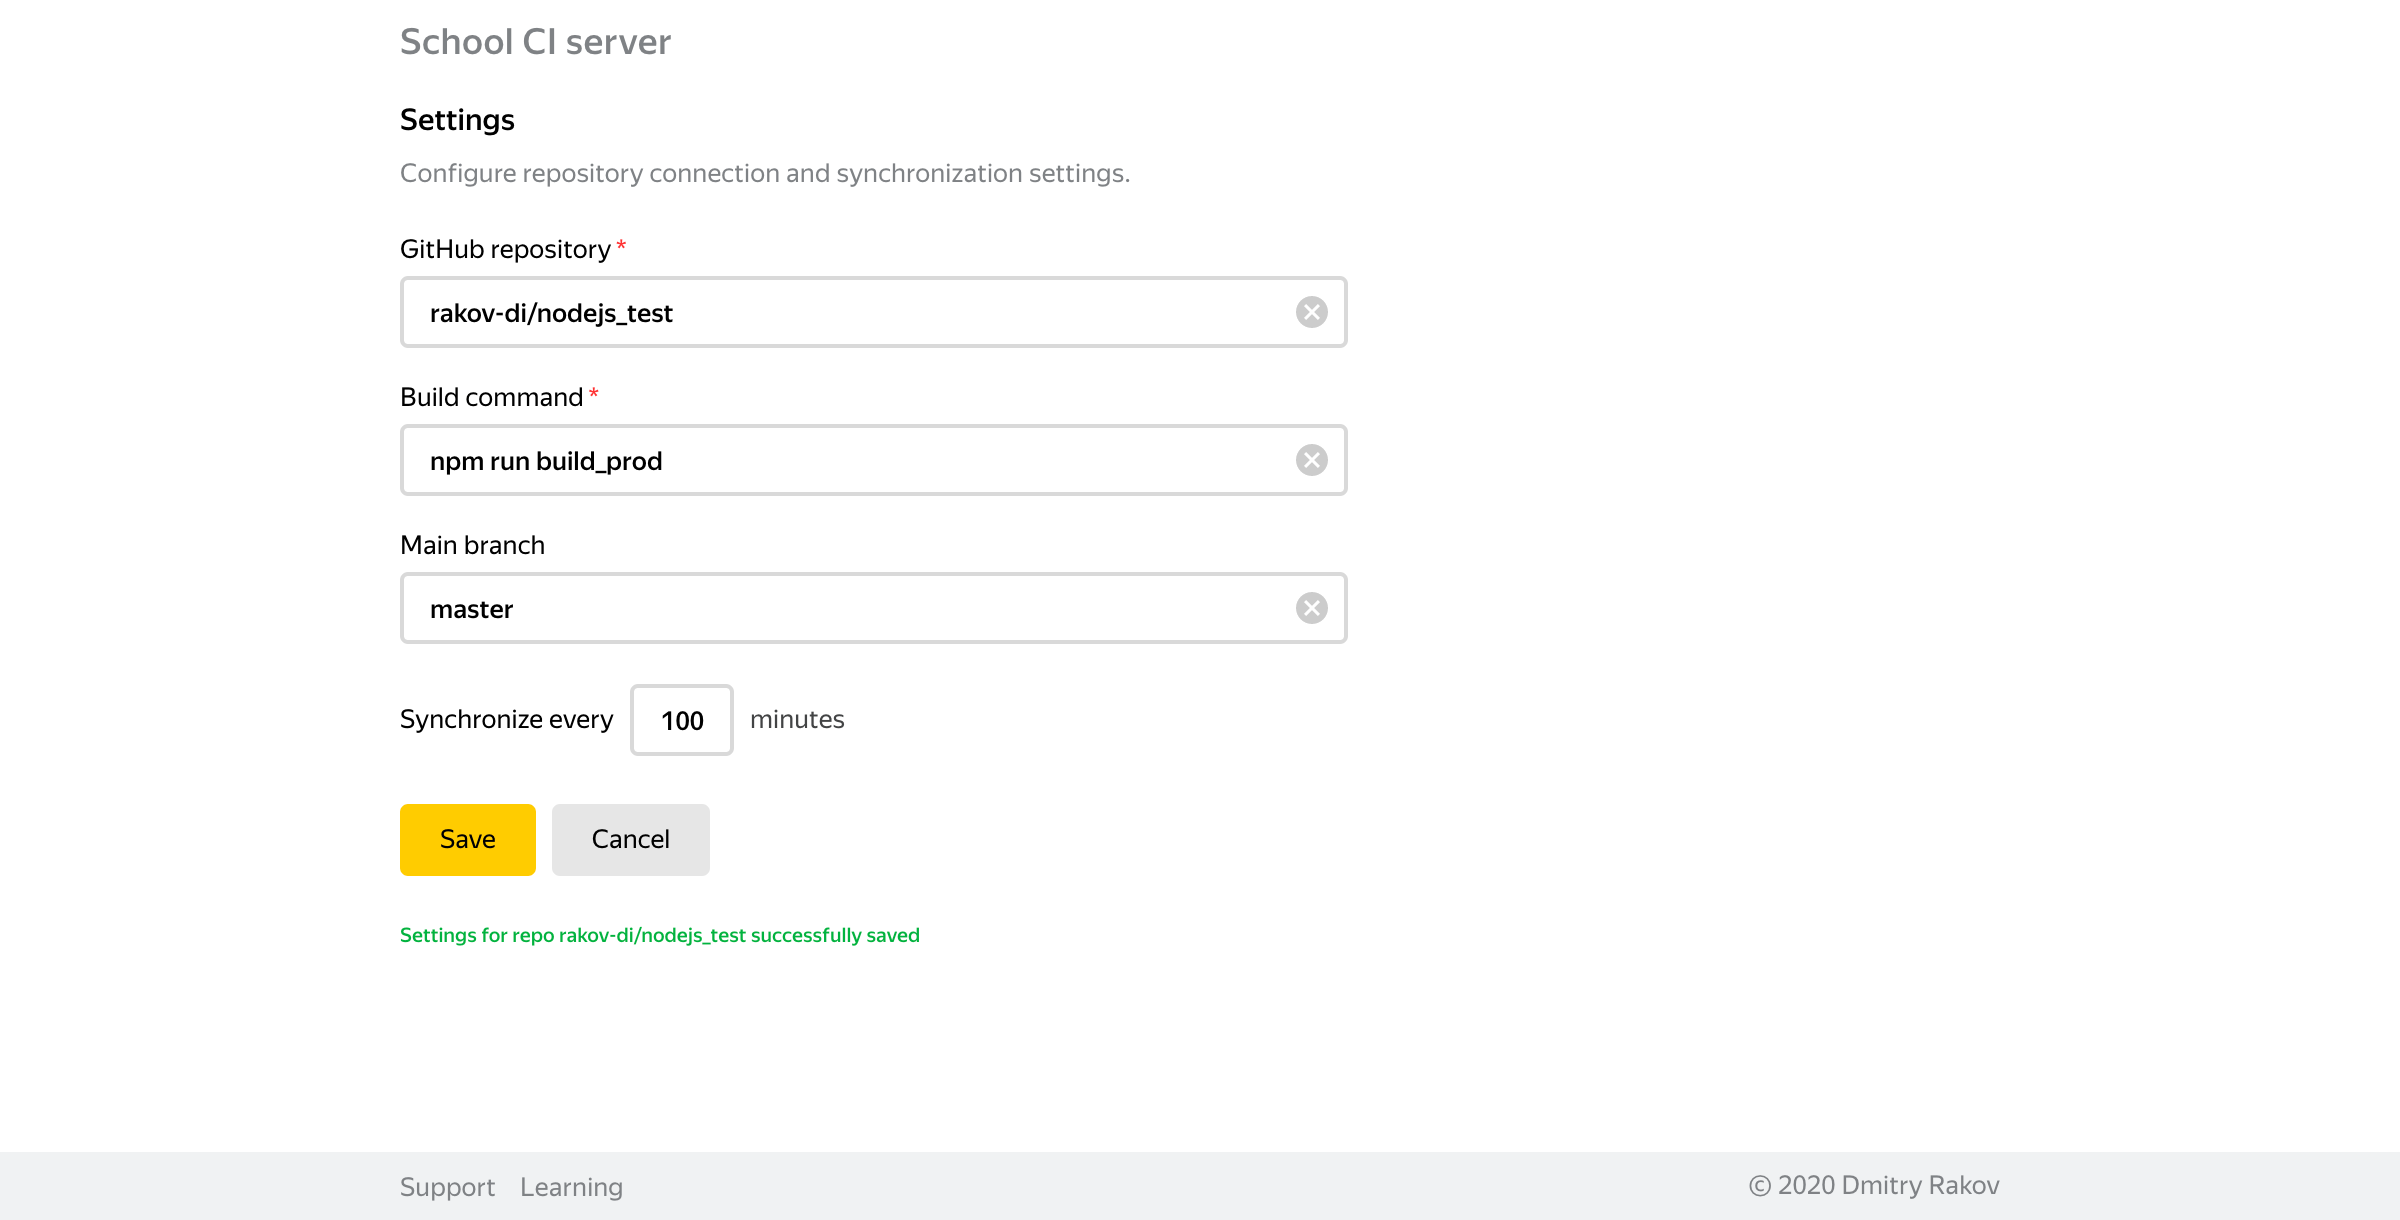 School CI server
Settings
Configure repository connection and synchronization settings.
GitHub repository *
rakov-di/nodejs_test
Build command *
npm run build_prod
Main branch
master
Synchronize every 100 minutes
Save Cancel
Settings for repo rakov-di/nodejs_test successfully saved
Support Learning © 2020 Dmitry Rakov